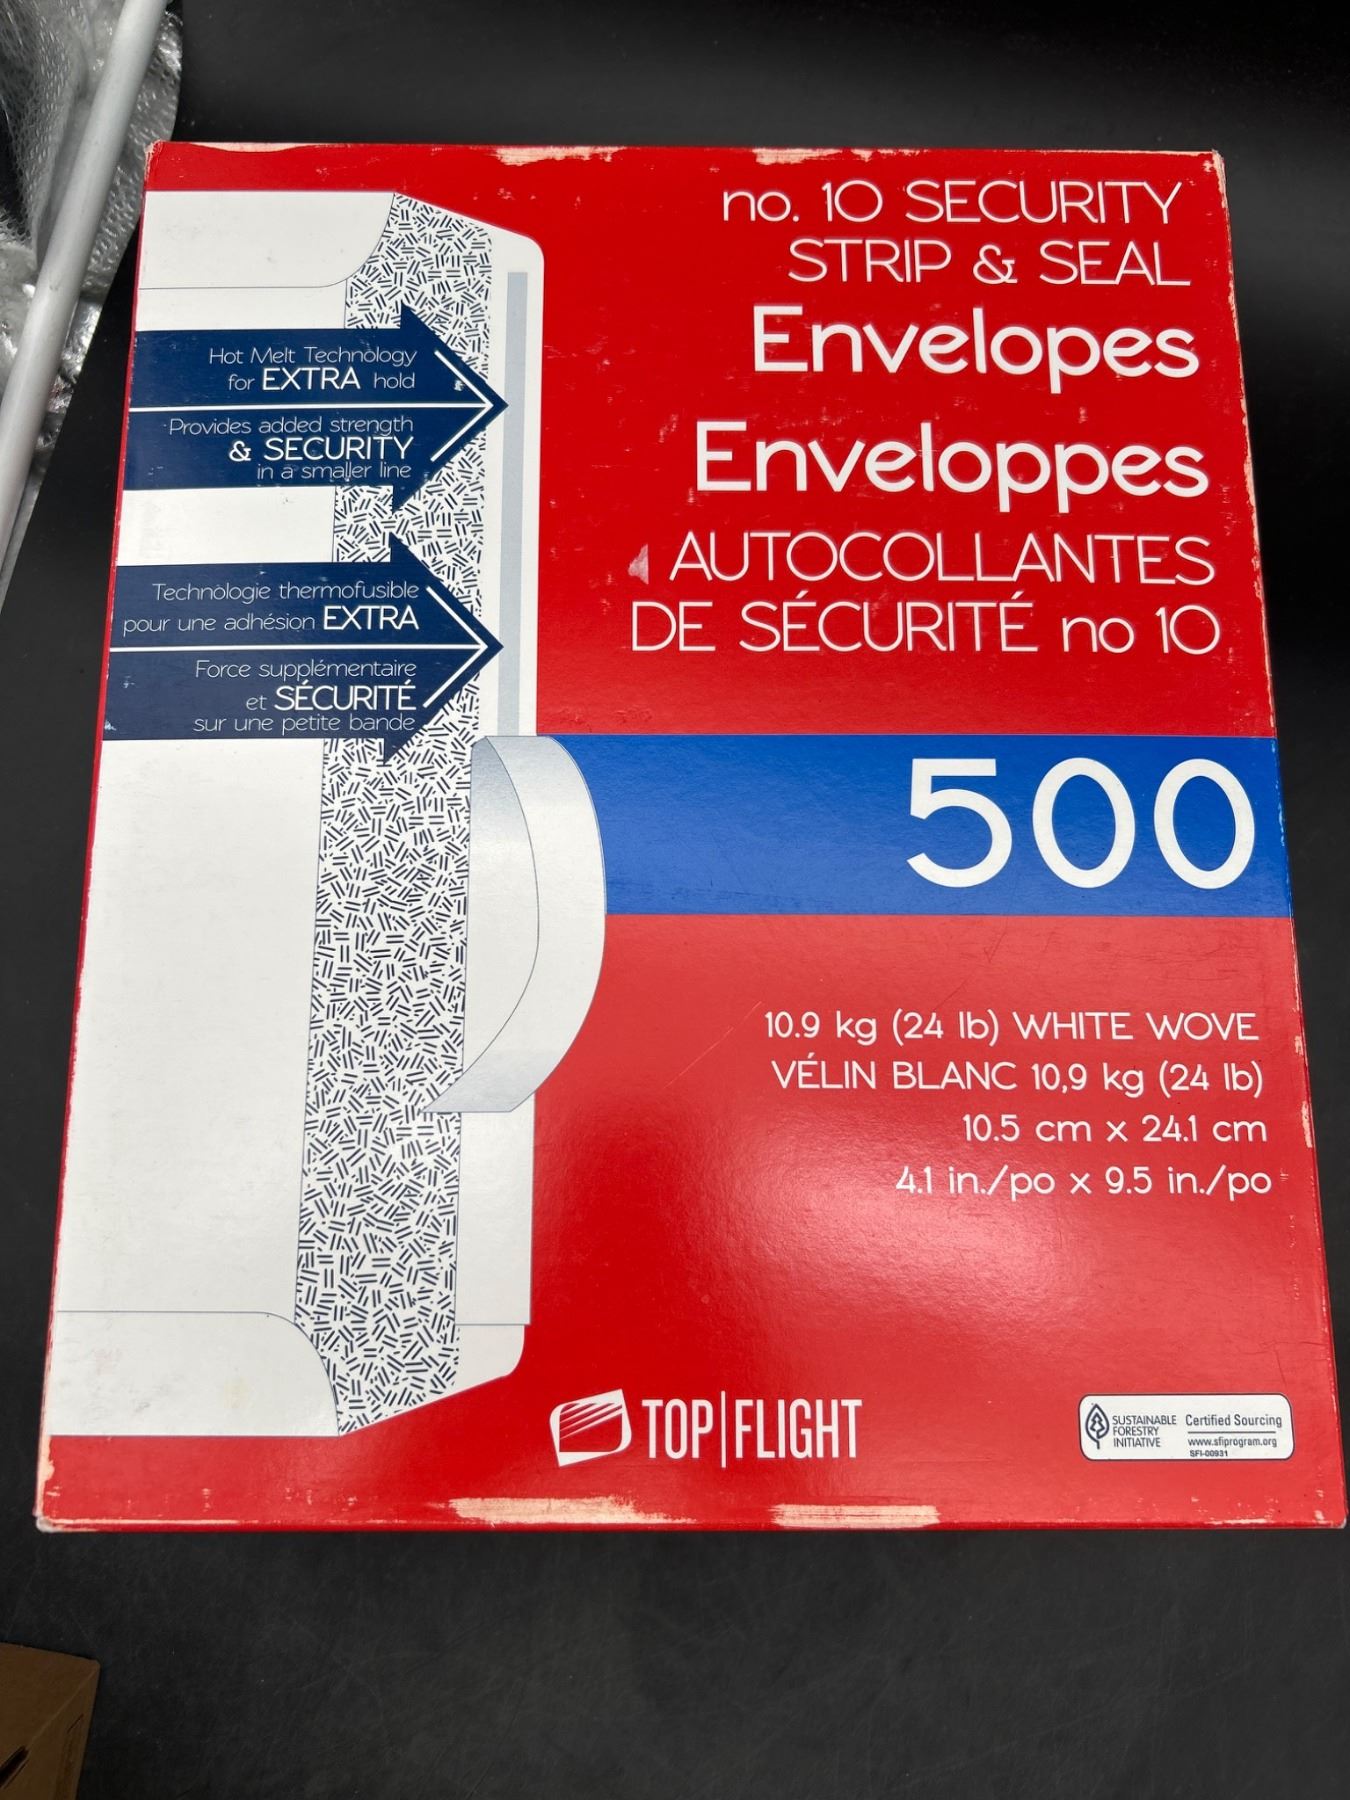 no. 10 SECURITY
STRIP & SEAL
Envelopes
Enveloppes
AUTOCOLLANTES
DE SÉCURITÉ no 10
Hot Melt Technology
for EXTRA hold
Provides added strength
& SECURITY
in a smaller line
Technologie thermofusible
pour une adhésion EXTRA
Force supplémentaire
et SÉCURITÉ
sur une petite bande
500
10.9 kg (24 lb) WHITE WOVE
VÉLIN BLANC 10,9 kg (24 lb)
10.5 cm x 24.1 cm
4.1 in./po x 9.5 in./po
TOP|FLIGHT
SUSTAINABLE
FORESTRY
INITIATIVE
Certified Sourcing
www.sfiprogram.org
SFI-00931